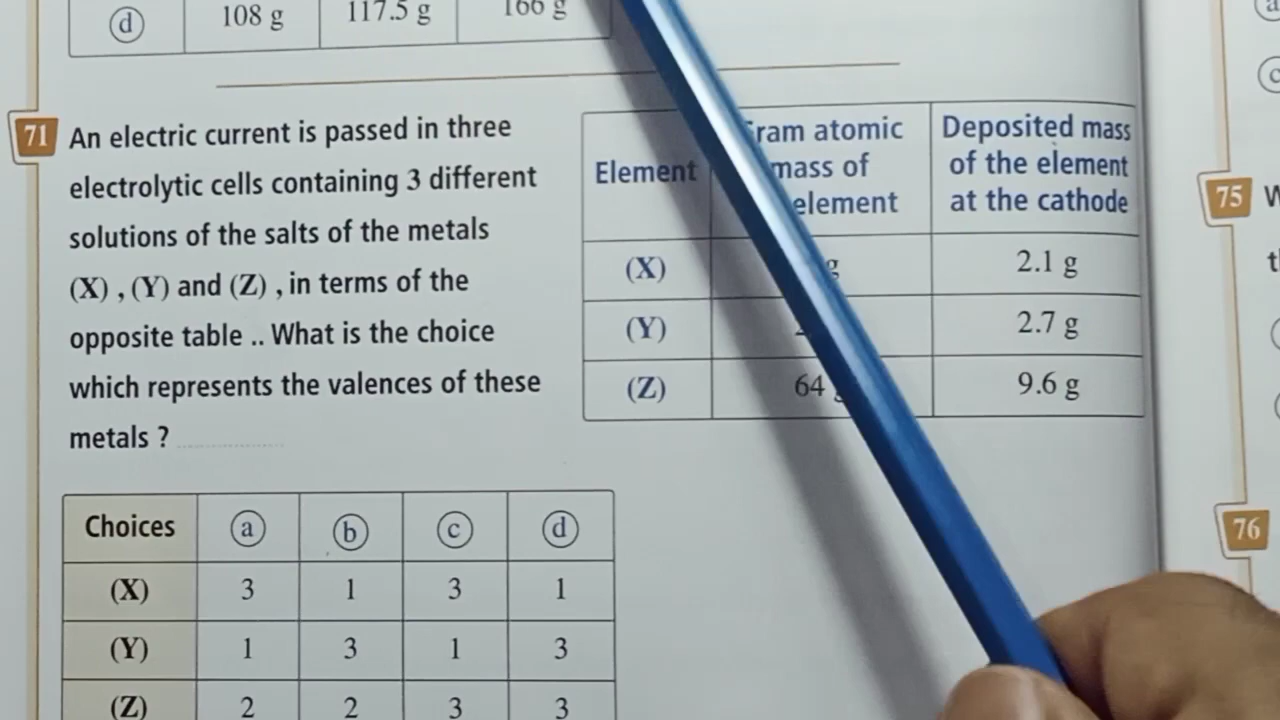 d 108 g 117.5 g 166 g
71 An electric current is passed in three
electrolytic cells containing 3 different
solutions of the salts of the metals
(X) , (Y) and (Z) , in terms of the
opposite table .. What is the choice
which represents the valences of these
metals ?
Element ram atomic mass of element Deposited mass of the element at the cathode
(X) g 2.1 g
(Y) 2.7 g
(Z) 64 9.6 g
Choices a b c d
(X) 3 1 3 1
(Y) 1 3 1 3
(Z) 2 2 3 3
75
76